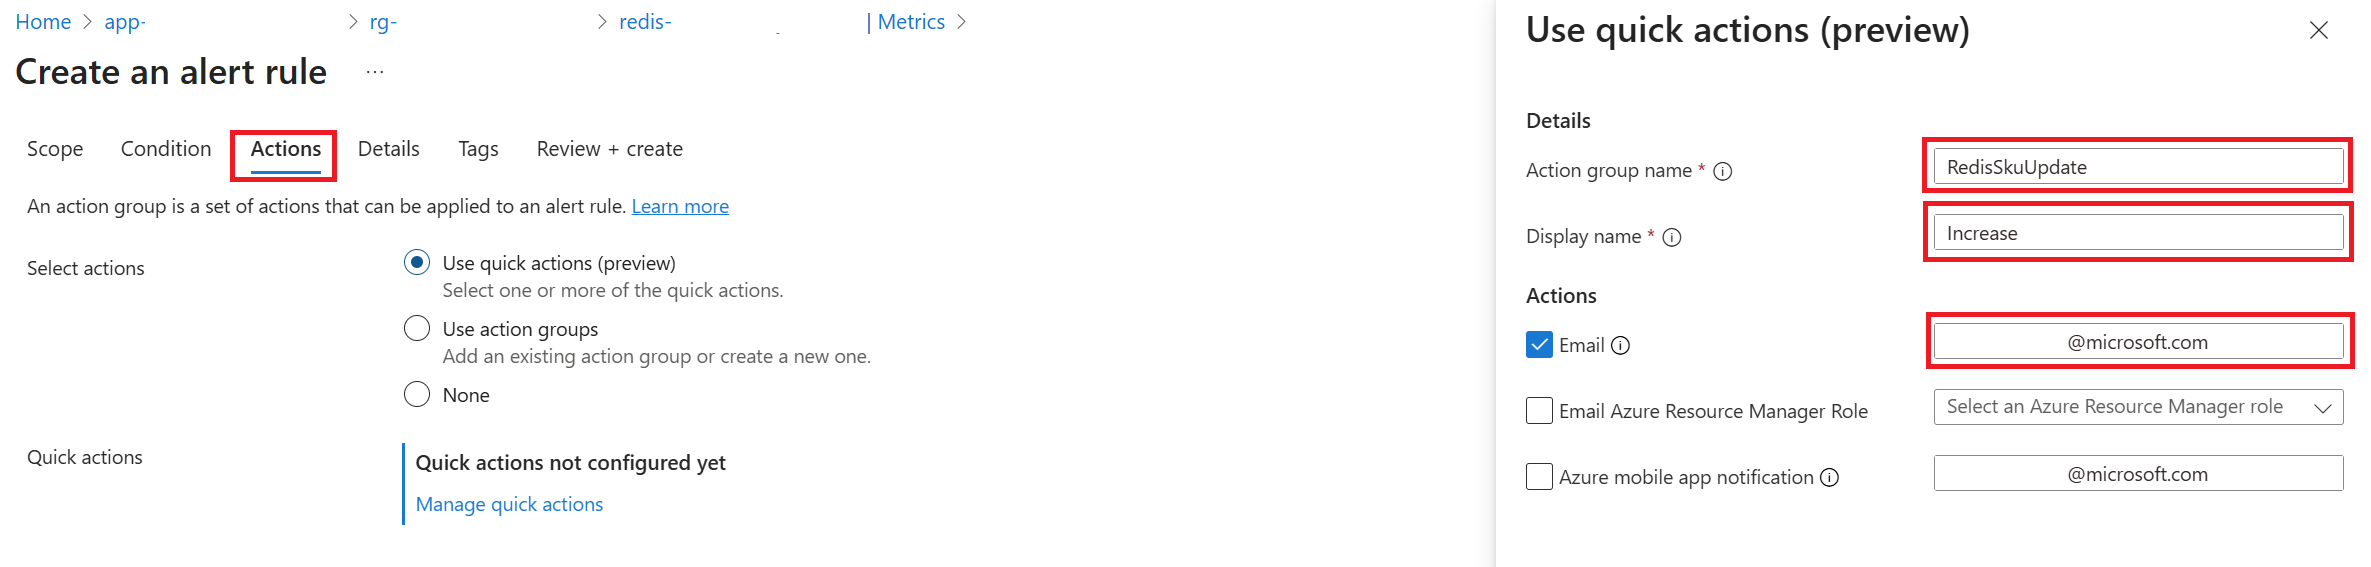 Home > app- > rg- > redis- | Metrics >
Create an alert rule ...
Scope Condition Actions Details Tags Review + create
An action group is a set of actions that can be applied to an alert rule. Learn more
Select actions
Use quick actions (preview)
Select one or more of the quick actions.
Use action groups
Add an existing action group or create a new one.
None
Quick actions
Quick actions not configured yet
Manage quick actions
Use quick actions (preview)
Details
Action group name * RedisSkuUpdate
Display name * Increase
Actions
Email @microsoft.com
Email Azure Resource Manager Role Select an Azure Resource Manager role
Azure mobile app notification @microsoft.com